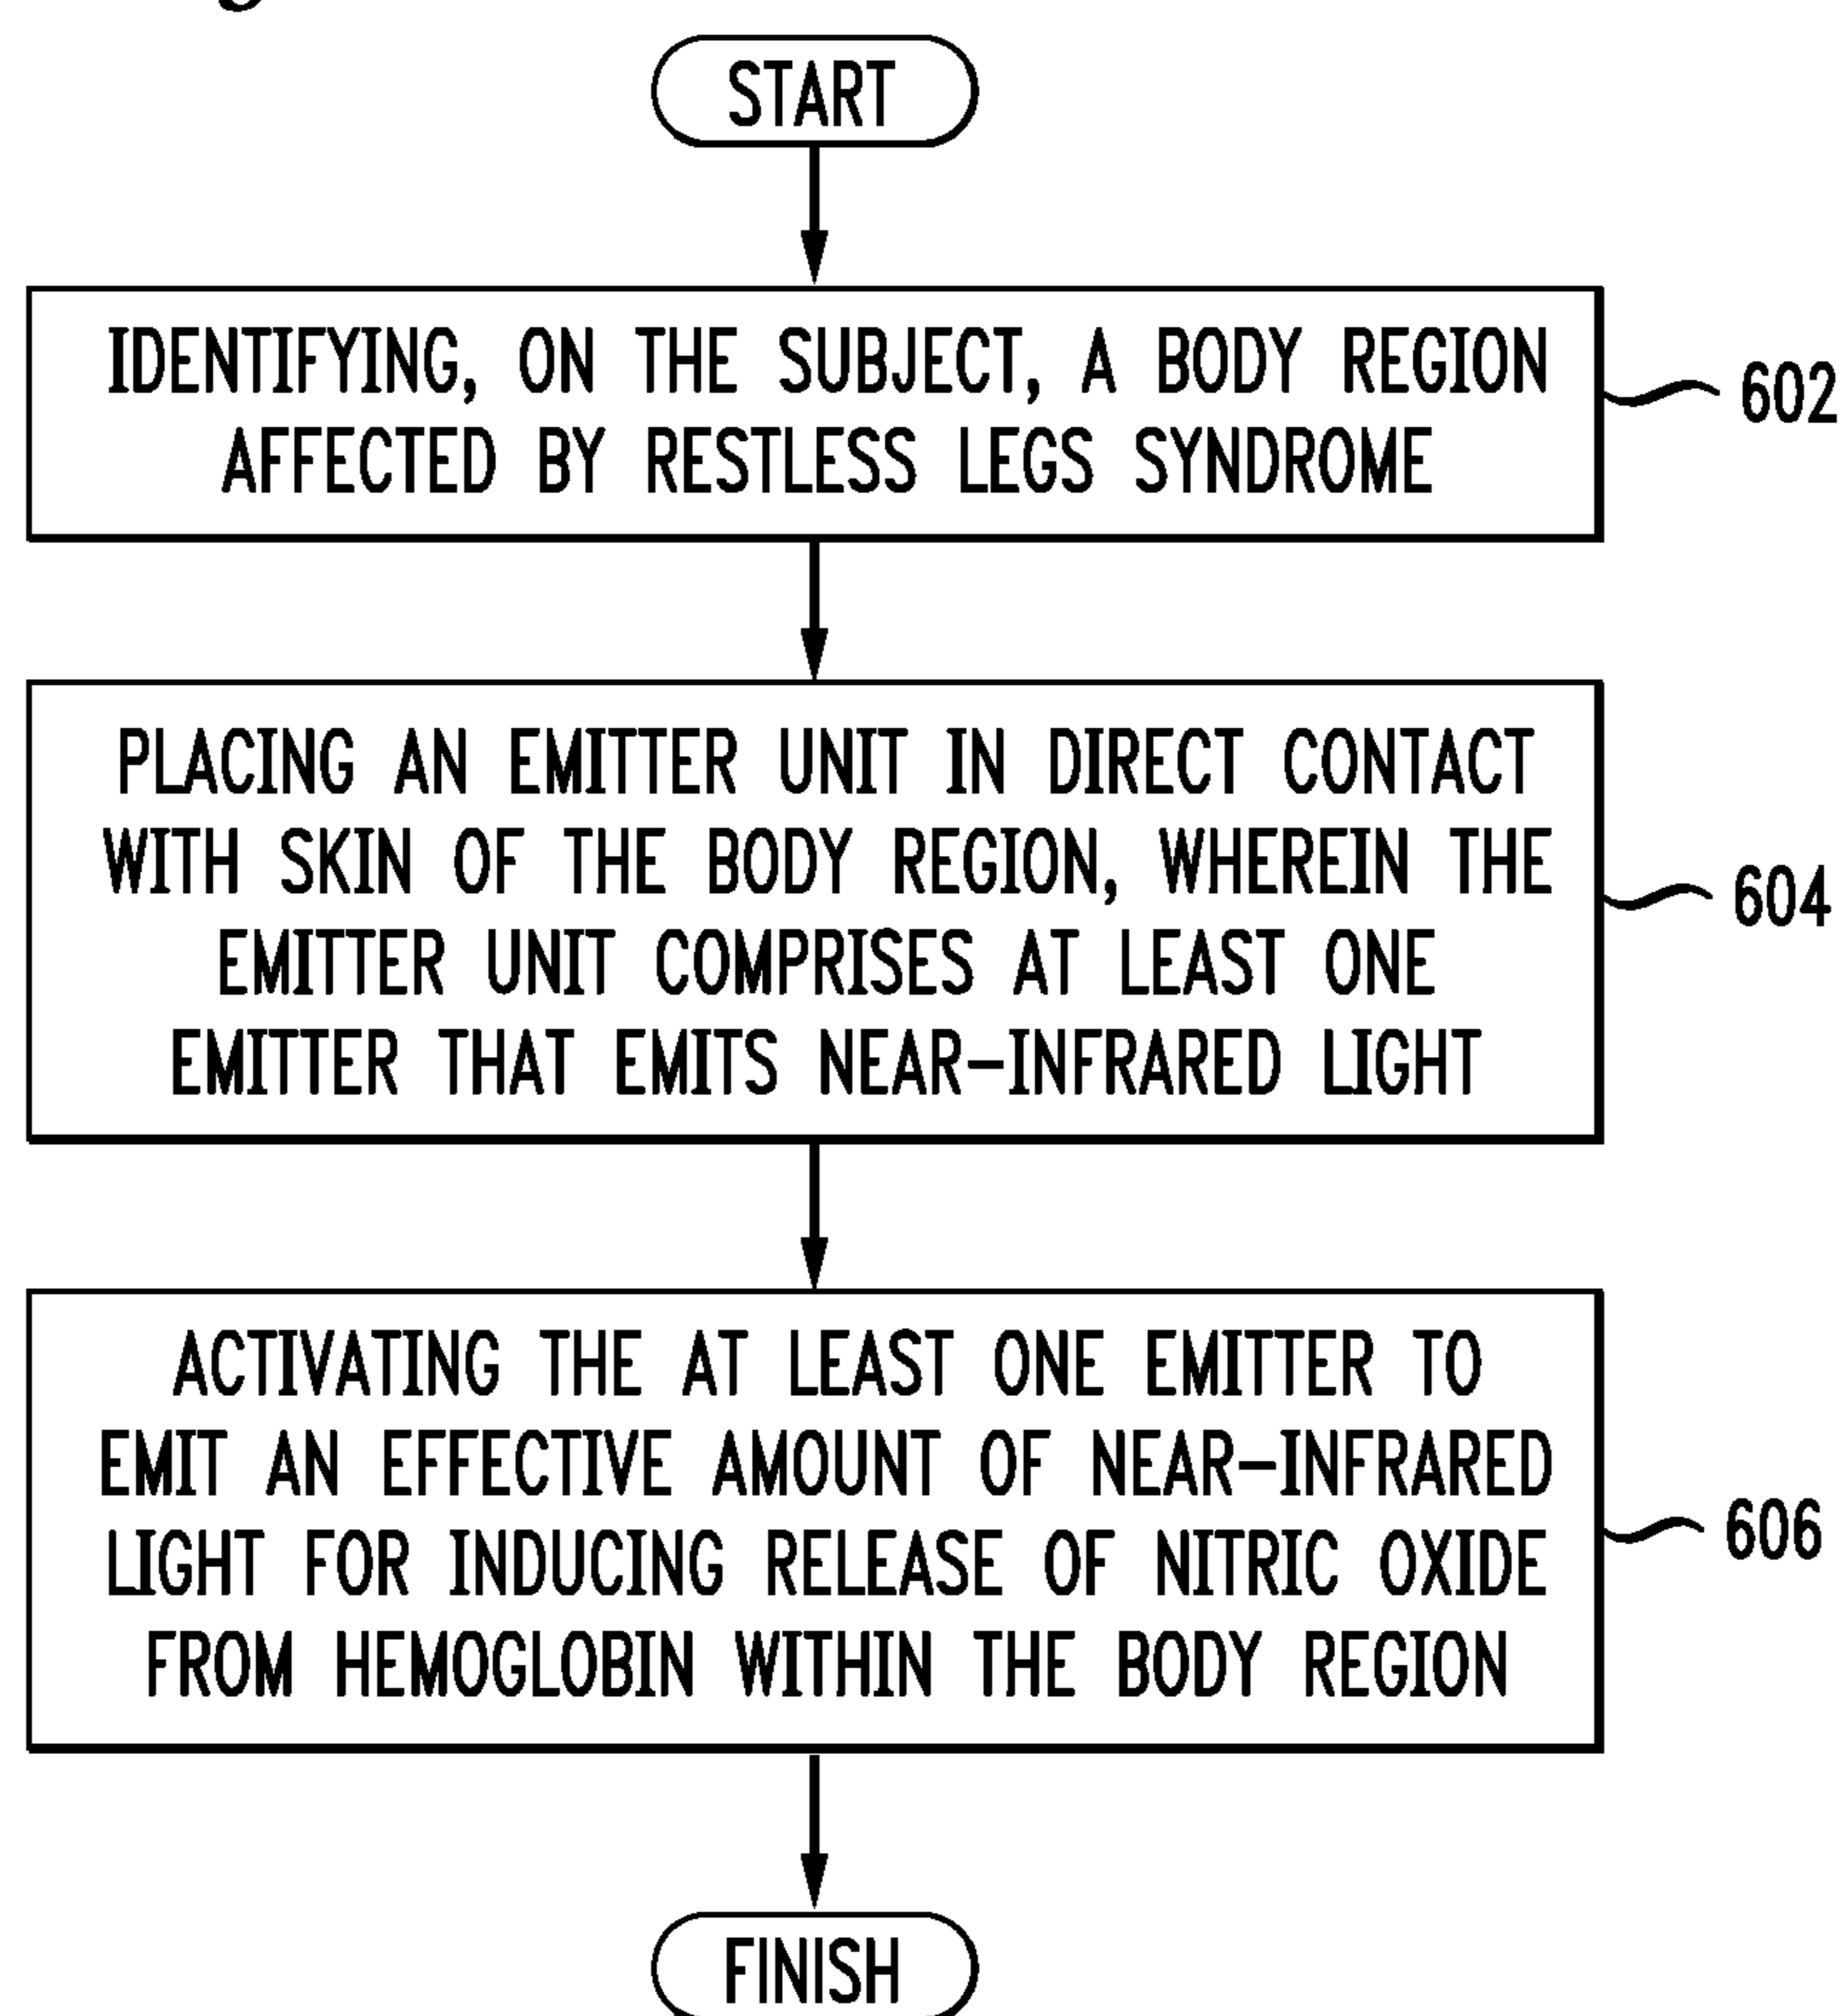 START
IDENTIFYING, ON THE SUBJECT, A BODY REGION
AFFECTED BY RESTLESS LEGS SYNDROME
602
PLACING AN EMITTER UNIT IN DIRECT CONTACT
WITH SKIN OF THE BODY REGION, WHEREIN THE
EMITTER UNIT COMPRISES AT LEAST ONE
EMITTER THAT EMITS NEAR-INFRARED LIGHT
604
ACTIVATING THE AT LEAST ONE EMITTER TO
EMIT AN EFFECTIVE AMOUNT OF NEAR-INFRARED
LIGHT FOR INDUCING RELEASE OF NITRIC OXIDE
FROM HEMOGLOBIN WITHIN THE BODY REGION
606
FINISH